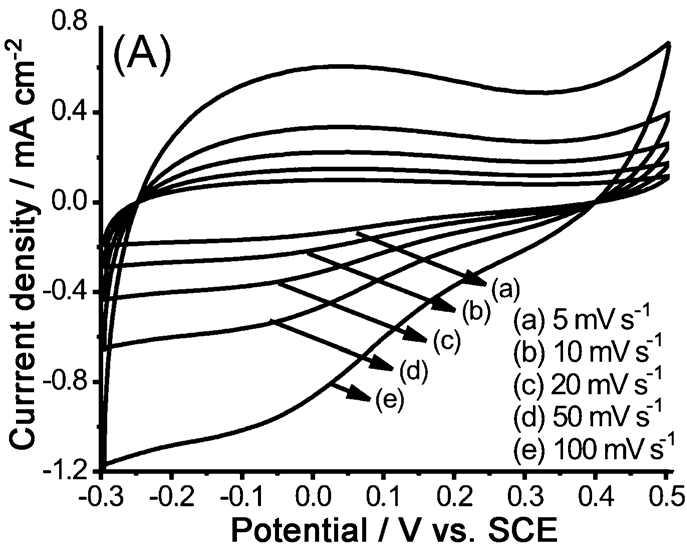 (A)
Currrent density / mA cm-2
0.8
0.4
0.0
-0.4
-0.8
-1.2
(a)
(b)
(c)
(d)
(e)
(a) 5 mV s-1
(b) 10 mV s-1
(c) 20 mV s-1
(d) 50 mV s-1
(e) 100 mV s-1
-0.3 -0.2 -0.1 0.0 0.1 0.2 0.3 0.4 0.5
Potential / V vs. SCE